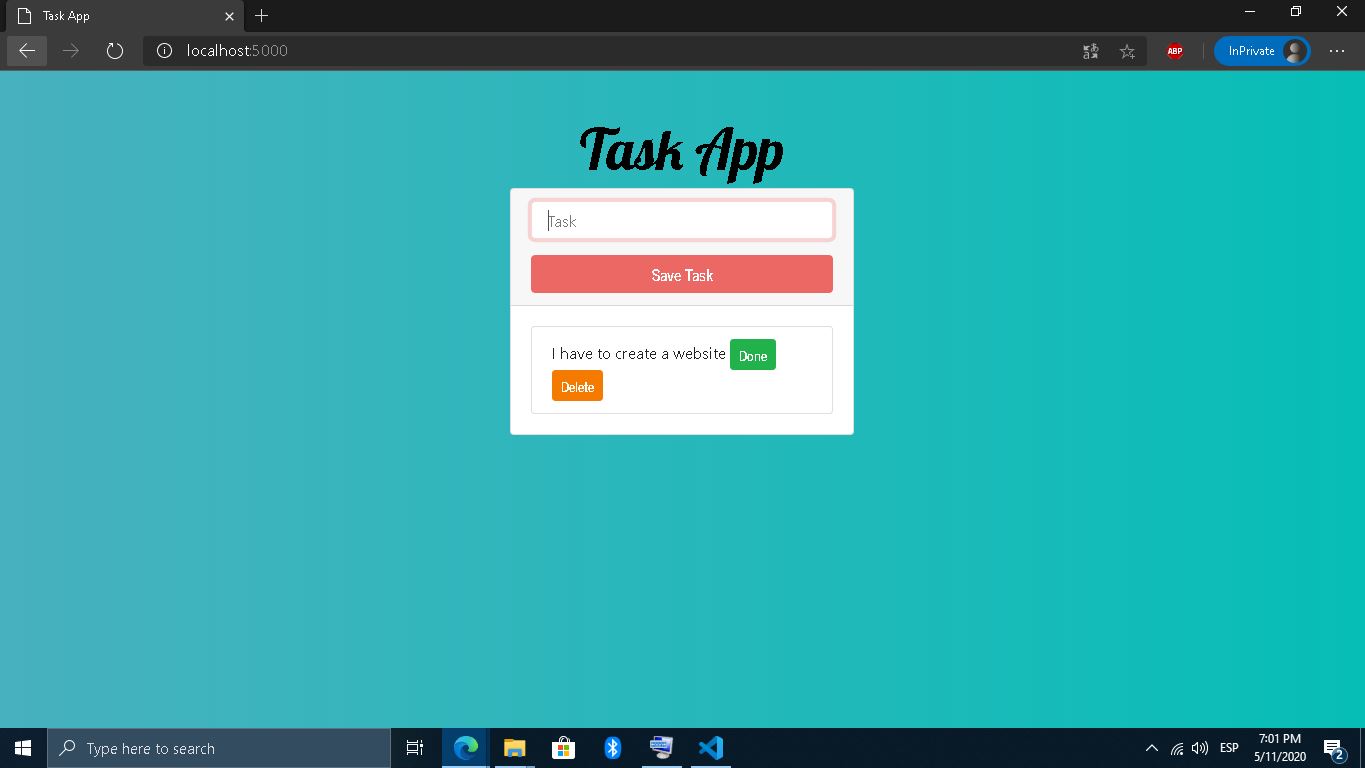 Task App
localhost:5000
ABP
InPrivate
Task App
Task
Save Task
I have to create a website Done
Delete
Type here to search
ESP
7:01 PM
5/11/2020
2